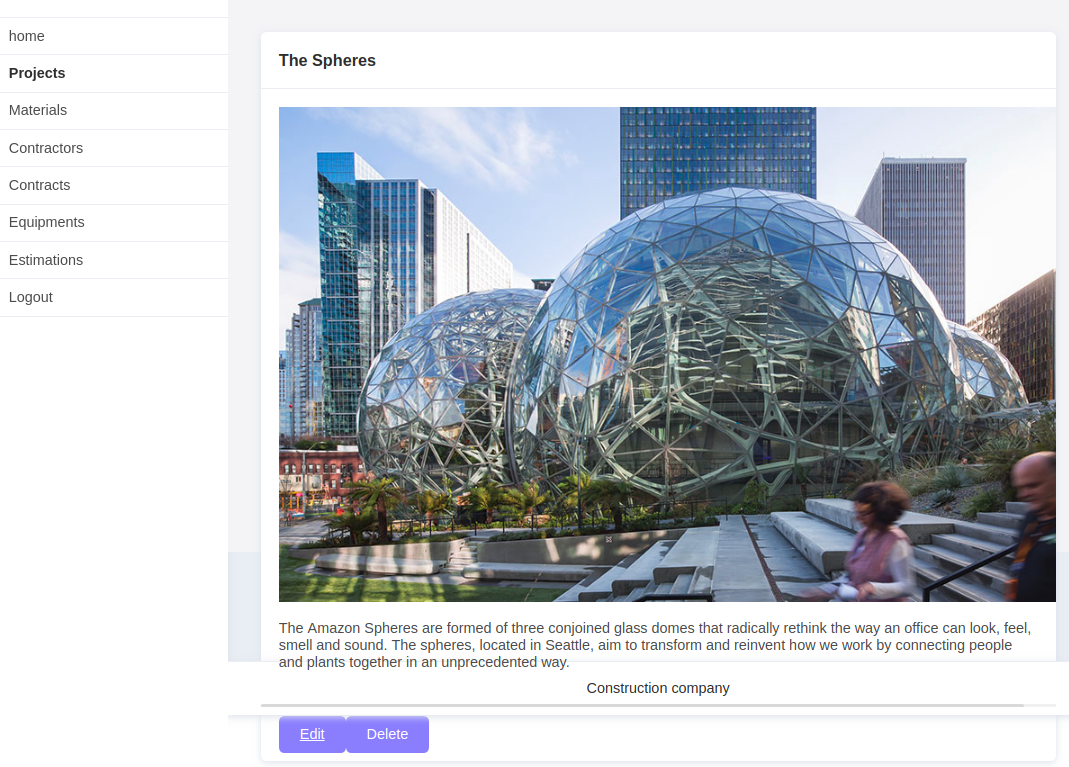 home
Projects
Materials
Contractors
Contracts
Equipments
Estimations
Logout
The Spheres
The Amazon Spheres are formed of three conjoined glass domes that radically rethink the way an office can look, feel,
smell and sound. The spheres, located in Seattle, aim to transform and reinvent how we work by connecting people
and plants together in an unprecedented way.
Construction company
Edit
Delete